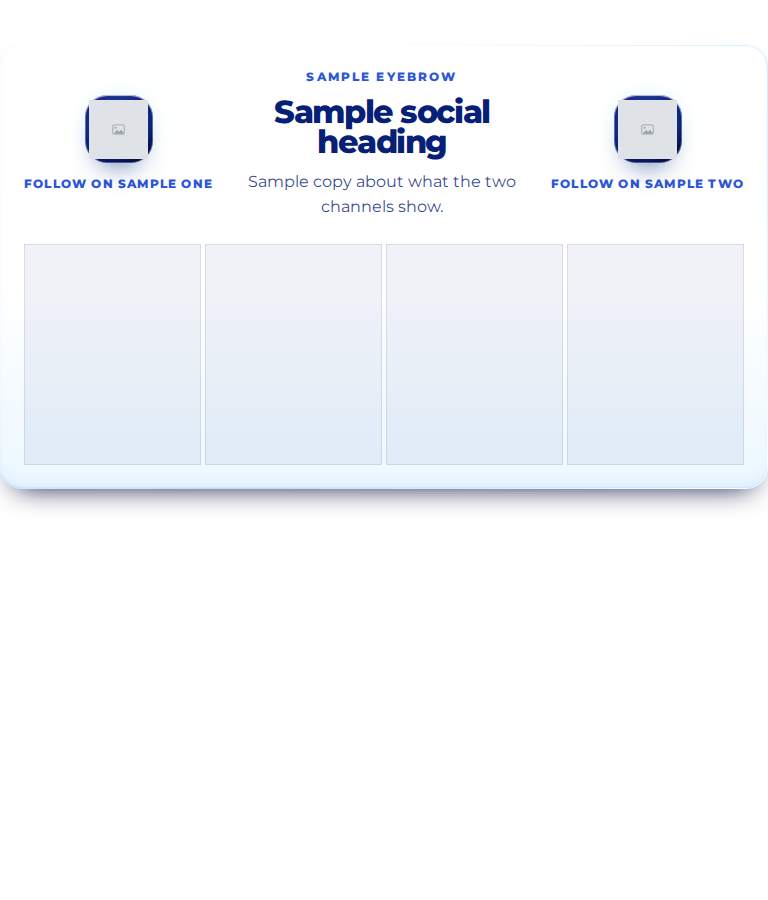 SAMPLE EYEBROW
Sample social
heading
FOLLOW ON SAMPLE ONE
Sample copy about what the two
channels show.
FOLLOW ON SAMPLE TWO